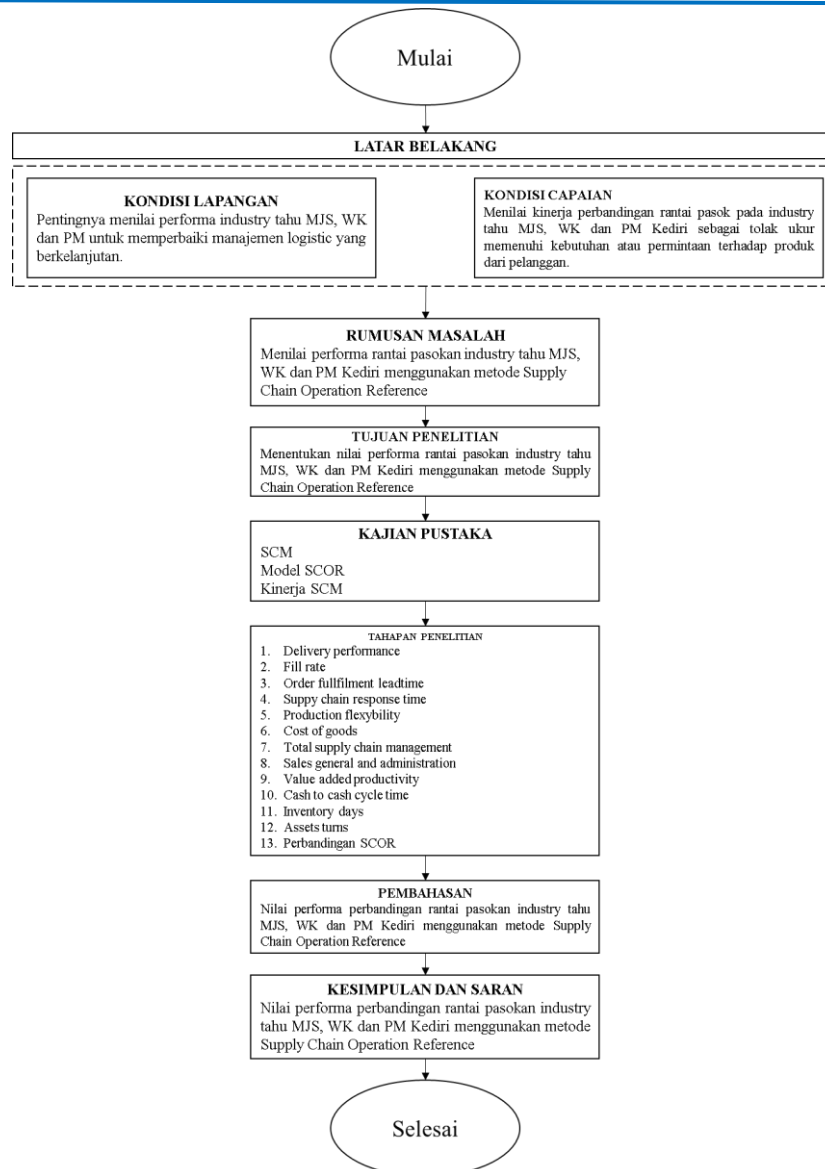 Mulai
LATAR BELAKANG
KONDISI LAPANGAN
Pentingnya menilai performa industry tahu MJS, WK
dan PM untuk memperbaiki manajemen logistic yang
berkelanjutan.
KONDISI CAPAIAN
Menilai kinerja perbandingan rantai pasok pada industry
tahu MJS, WK dan PM Kediri sebagai tolak ukur
memenuhi kebutuhan atau permintaan terhadap produk
dari pelanggan.
RUMUSAN MASALAH
Menilai performa rantai pasokan industry tahu MJS,
WK dan PM Kediri menggunakan metode Supply
Chain Operation Reference
TUJUAN PENELITIAN
Menentukan nilai performa rantai pasokan industry tahu
MJS, WK dan PM Kediri menggunakan metode Supply
Chain Operation Reference
KAJIAN PUSTAKA
SCM
Model SCOR
Kinerja SCM
TAHAPAN PENELITIAN
1. Delivery performance
2. Fill rate
3. Order fullfilment leadtime
4. Suppy chain response time
5. Production flexybility
6. Cost of goods
7. Total supply chain management
8. Sales general and administration
9. Value added productivity
10. Cash to cash cycle time
11. Inventory days
12. Assets turns
13. Perbandingan SCOR
PEMBAHASAN
Nilai performa perbandingan rantai pasokan industry tahu
MJS, WK dan PM Kediri menggunakan metode Supply
Chain Operation Reference
KESIMPULAN DAN SARAN
Nilai performa perbandingan rantai pasokan industry
tahu MJS, WK dan PM Kediri menggunakan metode
Supply Chain Operation Reference
Selesai